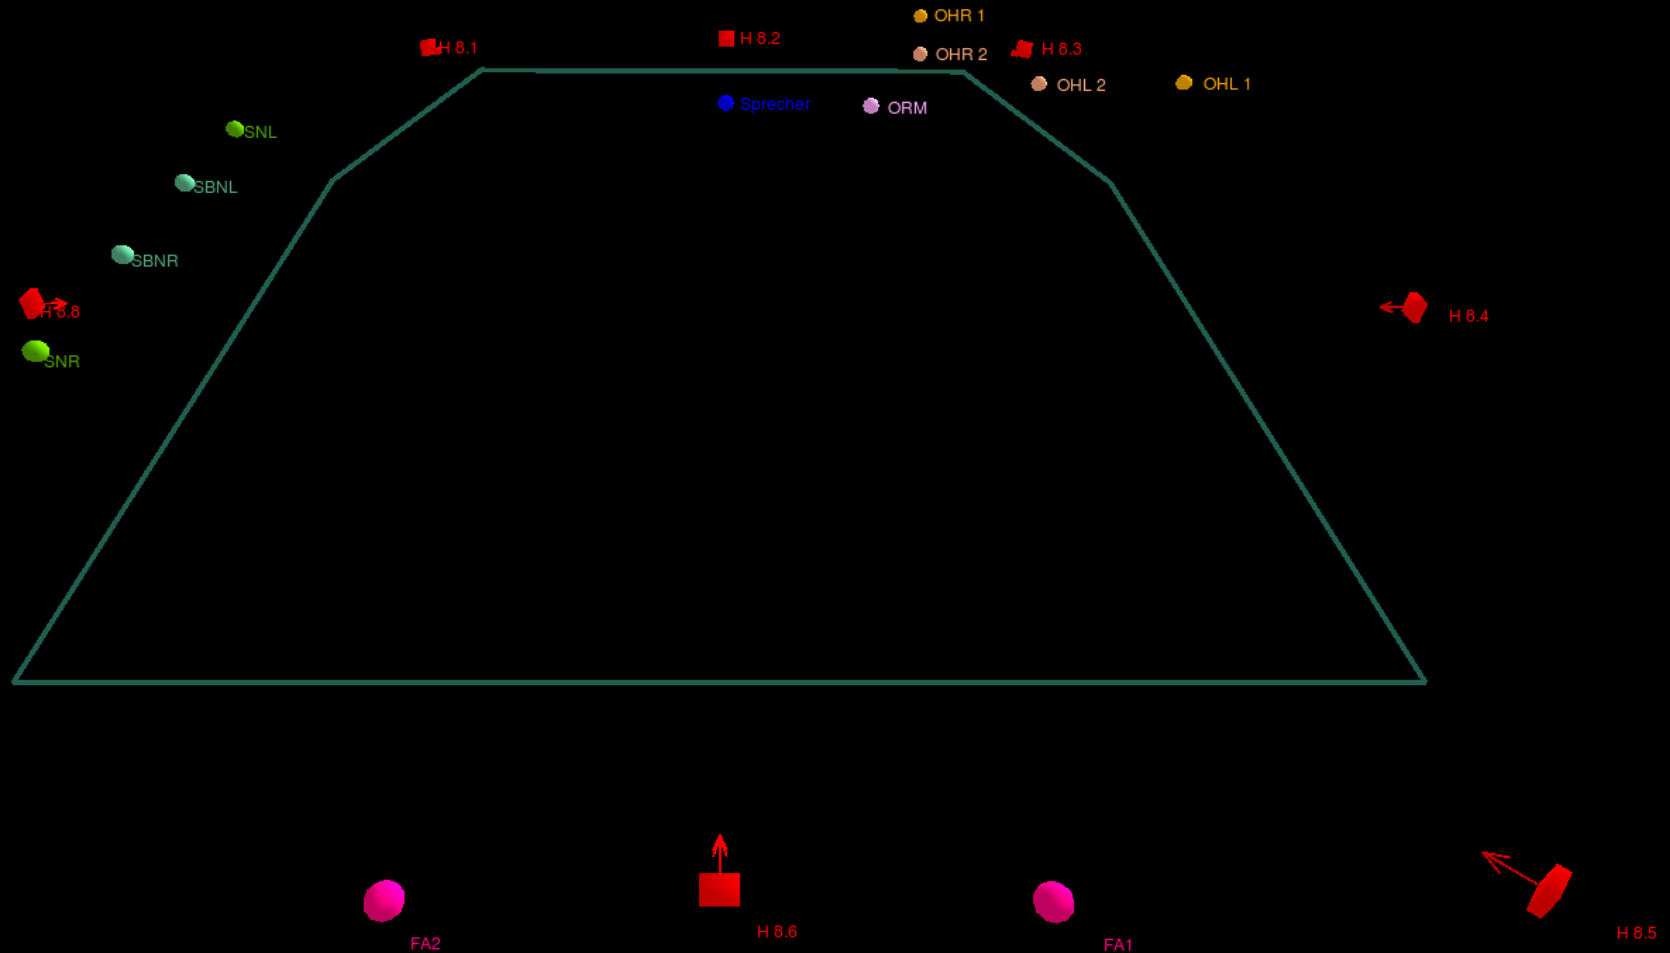 OHR 1
H 8.1
H 8.2
OHR 2
H 8.3
OHL 2
OHL 1
Sprecher
ORM
SNL
SBNL
SBNR
H 8.8
H 8.4
SNR
H 8.6
H 8.5
FA2
FA1